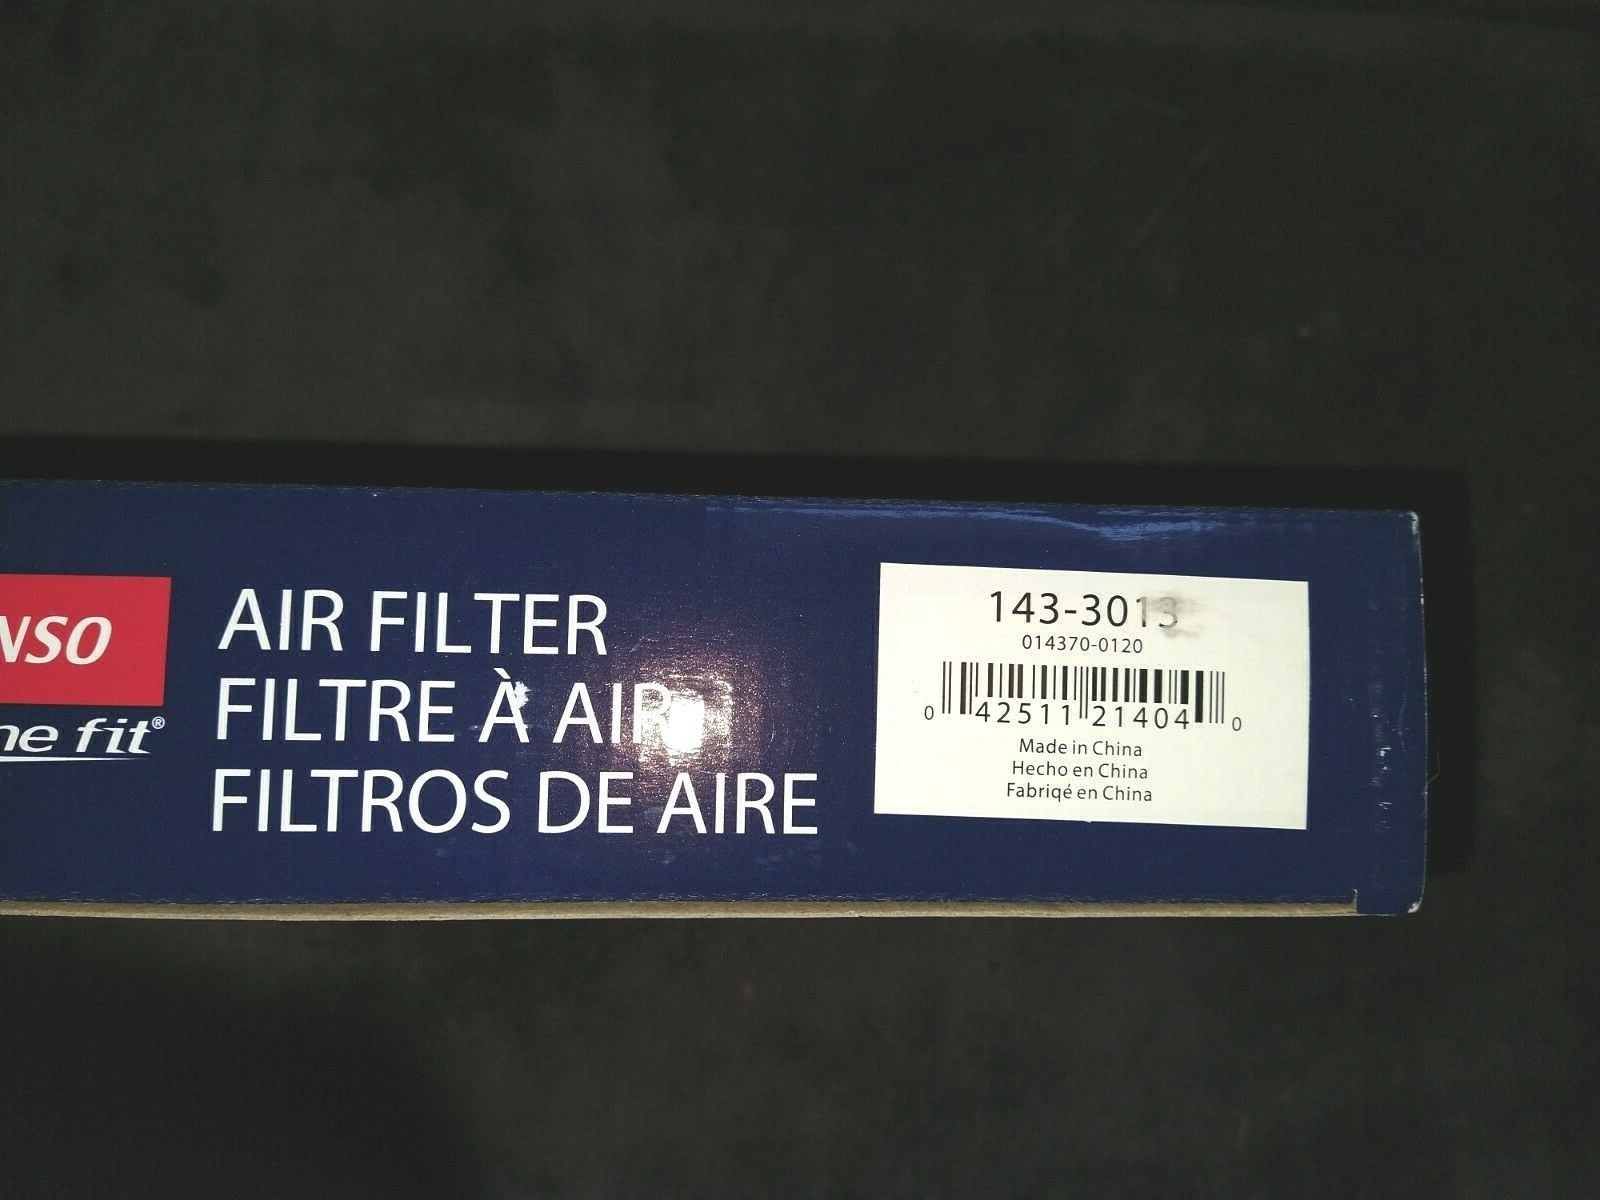 NSO
ne fit®
AIR FILTER
FILTRE À AIR
FILTROS DE AIRE
143-3013
014370-0120
0 42511 21404 0
Made in China
Hecho en China
Fabriqé en China